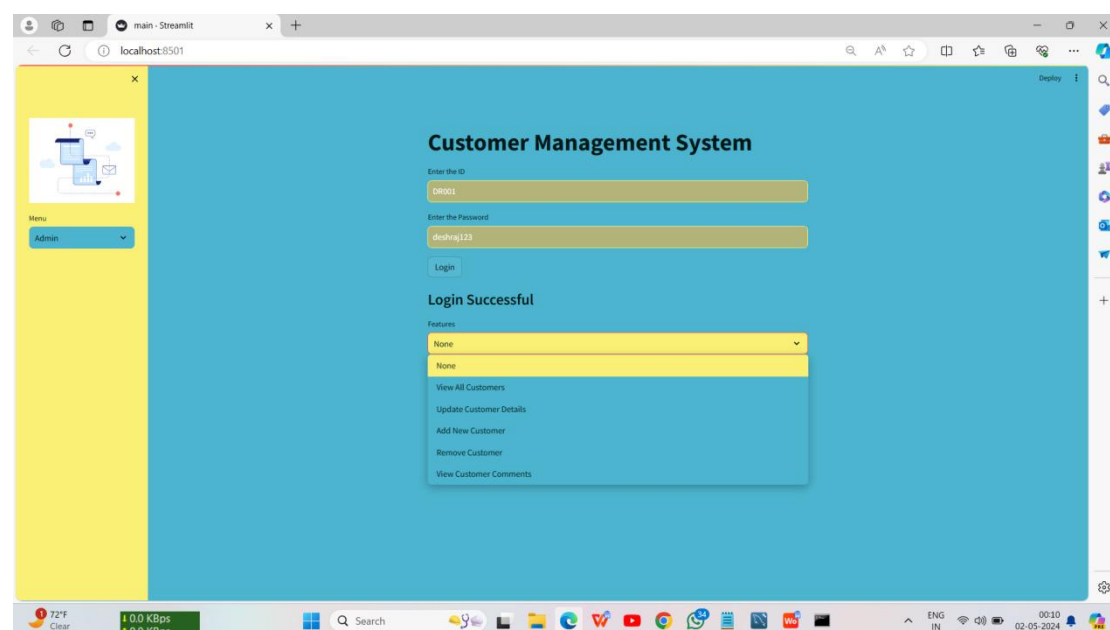 main · Streamlit
localhost:8501
Deploy
Customer Management System
Enter the ID
DR001
Enter the Password
deshraj123
Menu
Admin
Login
Login Successful
Features
None
None
View All Customers
Update Customer Details
Add New Customer
Remove Customer
View Customer Comments
1
72°F
Clear
0.0 KBps
Search
34
ENG
IN
00:10
02-05-2024